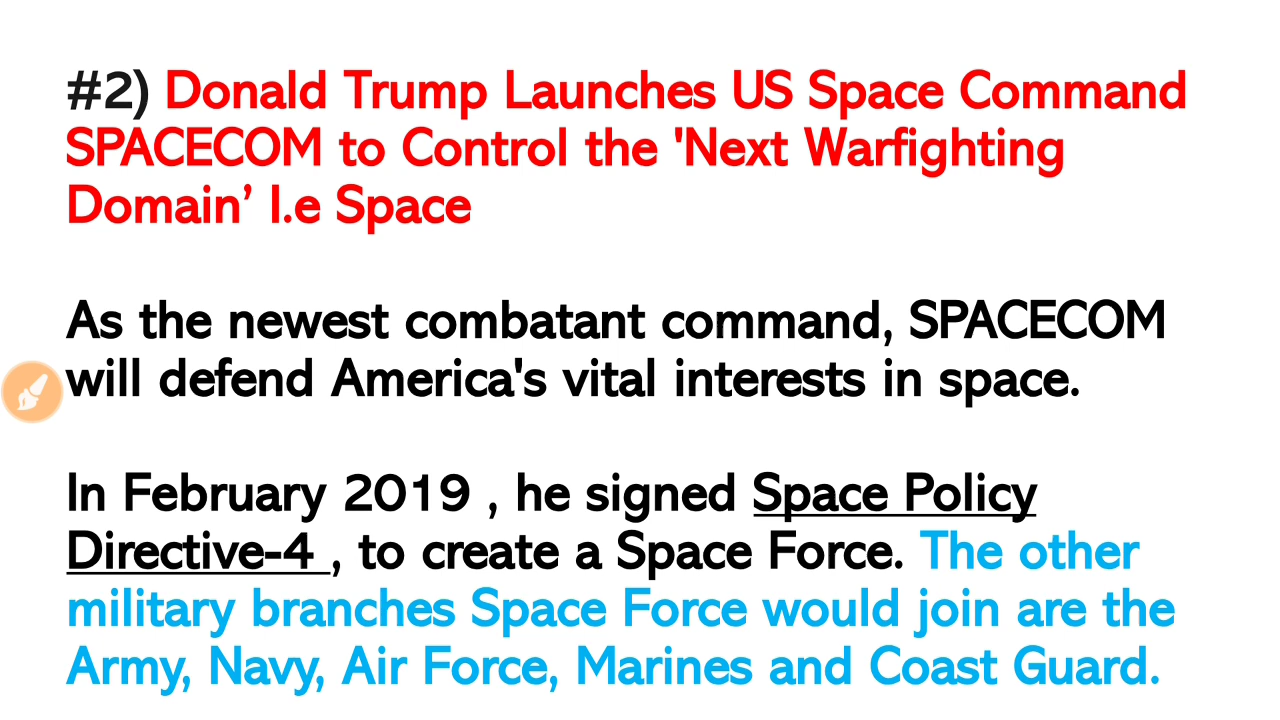 #2) Donald Trump Launches US Space Command
SPACECOM to Control the 'Next Warfighting
Domain’ I.e Space
As the newest combatant command, SPACECOM
will defend America's vital interests in space.
In February 2019 , he signed Space Policy
Directive-4 , to create a Space Force. The other
military branches Space Force would join are the
Army, Navy, Air Force, Marines and Coast Guard.